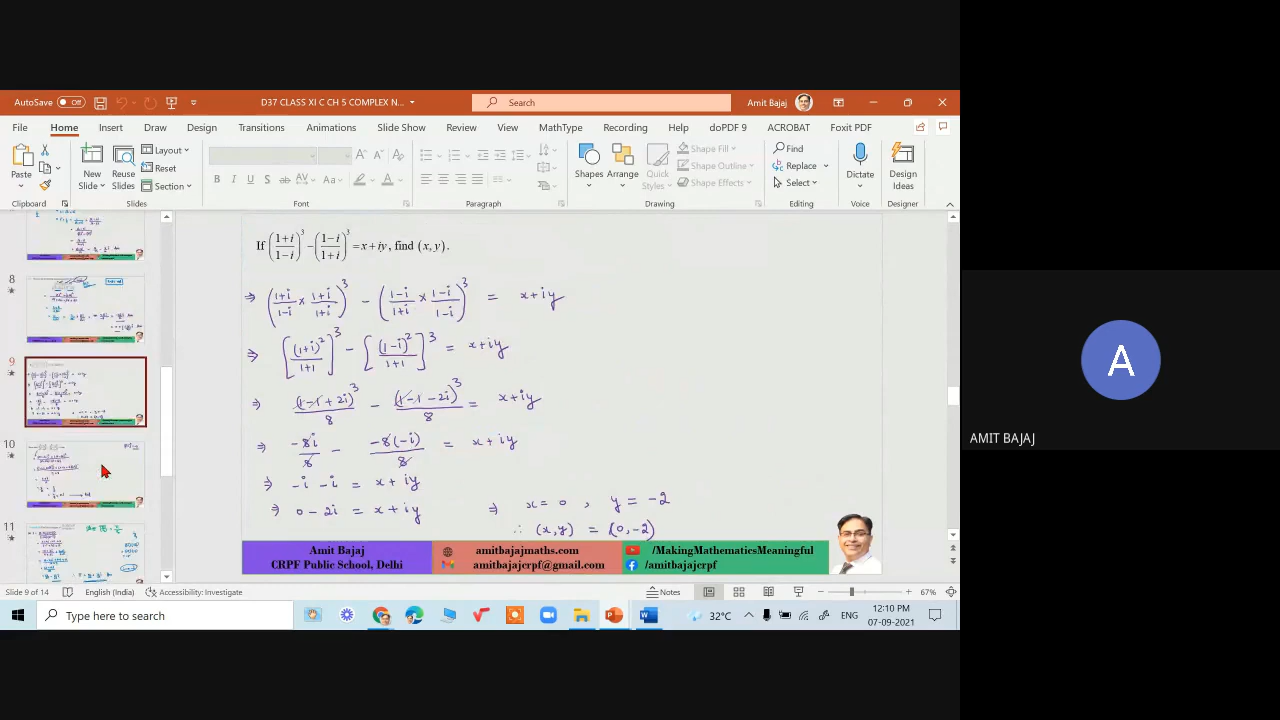 AutoSave Off
D37 CLASS XI C CH 5 COMPLEX N...
Search
Amit Bajaj
File Home Insert Draw Design Transitions Animations Slide Show Review View MathType Recording Help doPDF 9 ACROBAT Foxit PDF
Paste
New Slide
Reuse Slides
Layout
Reset
Section
B I U S ab AV Aa A
Shapes
Arrange
Quick Styles
Shape Fill
Shape Outline
Shape Effects
Find
Replace
Select
Dictate
Design Ideas
Clipboard Slides Font Paragraph Drawing Editing Voice Designer
8
9
10
11
If ((1+i)/(1−i))³ − ((1−i)/(1+i))³ = x + iy, find (x, y).
⇒ ((1+i)/(1−i) × (1+i)/(1+i))³ − ((1−i)/(1+i) × (1−i)/(1−i))³ = x+iy
⇒ [(1+i)²/(1+1)]³ − [(1−i)²/(1+1)]³ = x+iy
⇒ (1−1+2i)³/8 − (1−1−2i)³/8 = x+iy
⇒ −8i/8 − −8(−i)/8 = x+iy
⇒ −i −i = x+iy
⇒ 0−2i = x+iy ⇒ x = 0 , y = −2
∴ (x,y) = (0,−2)
Amit Bajaj
CRPF Public School, Delhi
amitbajajmaths.com
amitbajajcrpf@gmail.com
/MakingMathematicsMeaningful
/amitbajajcrpf
A
AMIT BAJAJ
Slide 9 of 14 English (India) Accessibility: Investigate Notes 67%
Type here to search
32°C ENG 12:10 PM
07-09-2021